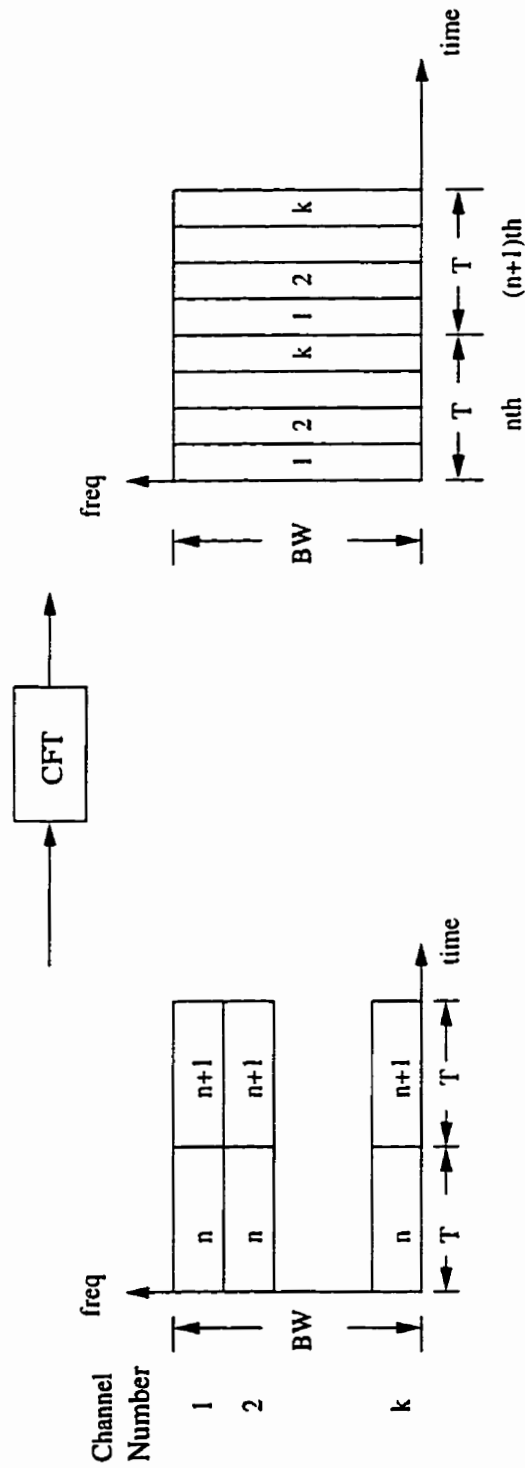 CFT
Channel
Number
freq
1
n
n+1
2
n
n+1
k
n
n+1
BW
time
T
T
freq
BW
1
2
k
1
2
k
time
T
T
nth
(n+1)th